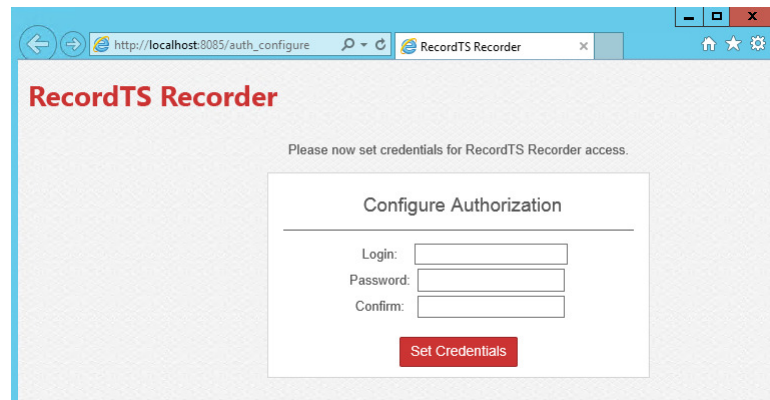 http://localhost:8085/auth_configure
RecordTS Recorder
RecordTS Recorder
Please now set credentials for RecordTS Recorder access.
Configure Authorization
Login:
Password:
Confirm:
Set Credentials